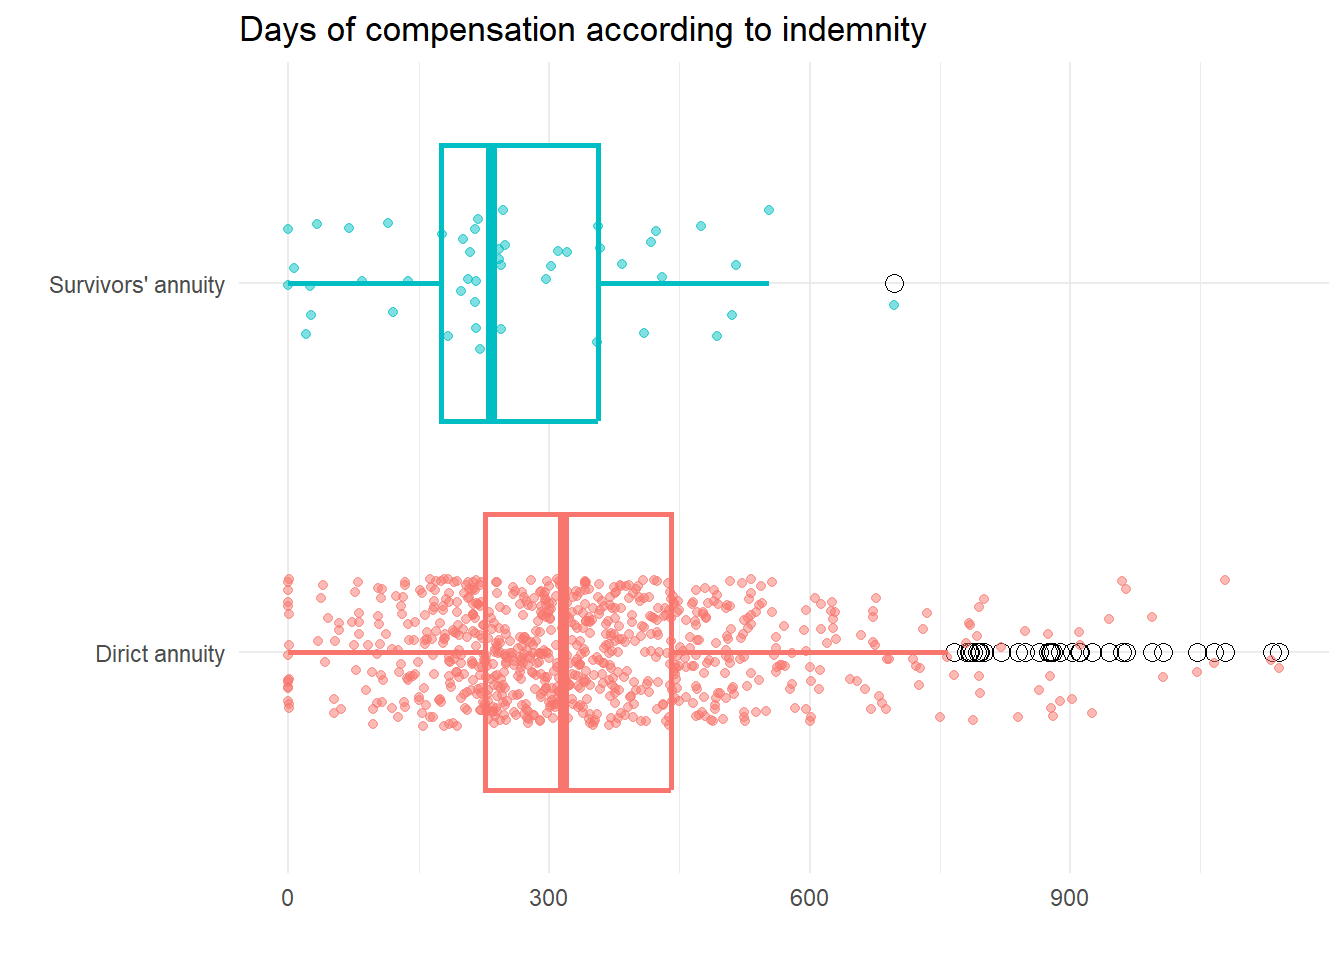 Days of compensation according to indemnity
Survivors' annuity
Dirict annuity
0 300 600 900